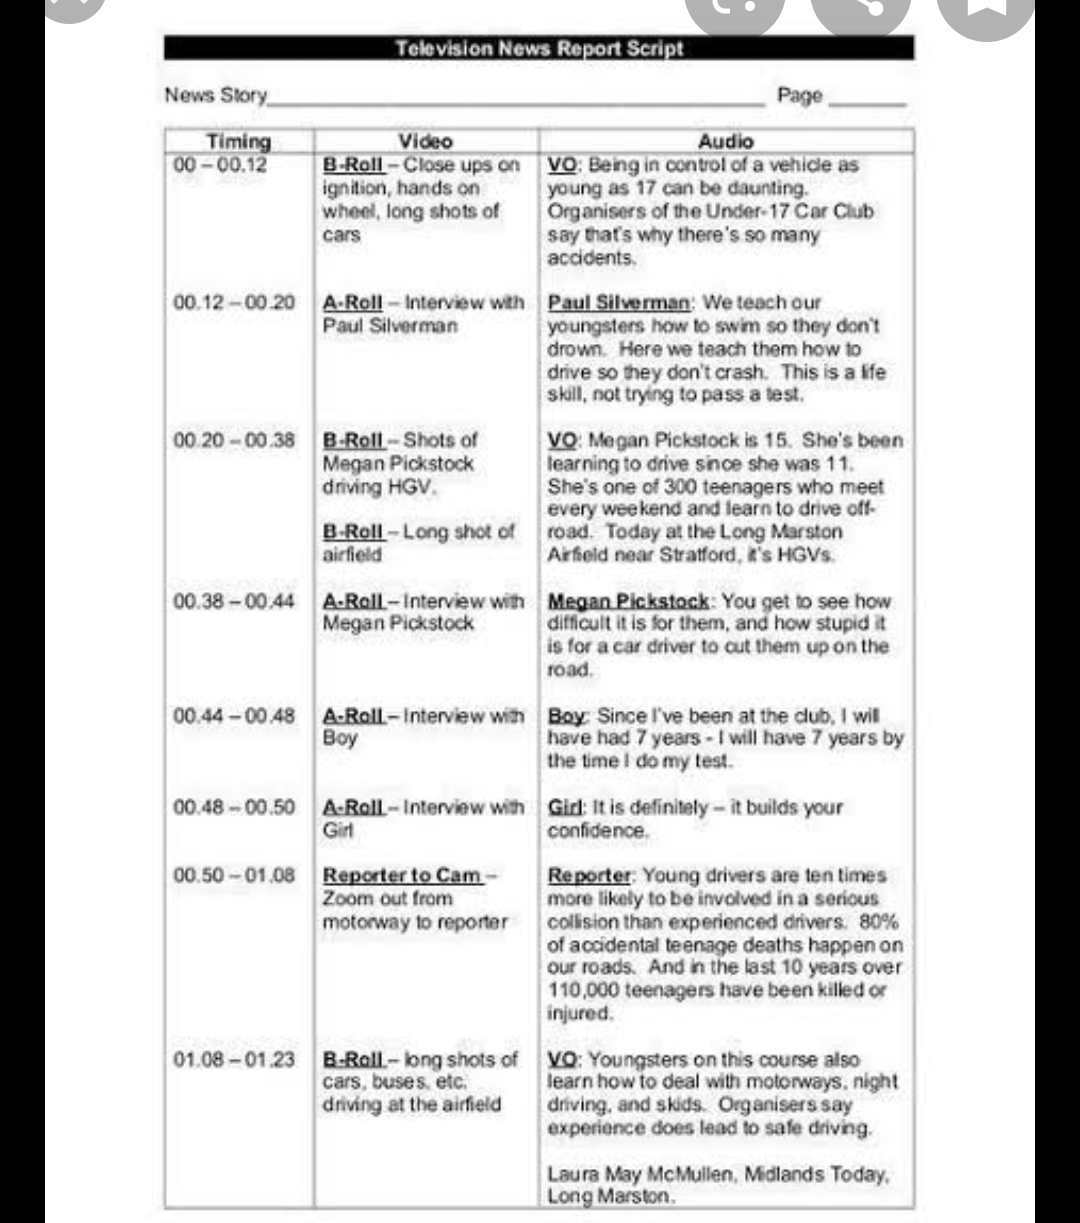 Television News Report Script
News Story Page
Timing Video Audio
00 – 00.12
B-Roll – Close ups on
ignition, hands on
wheel, long shots of
cars
VO: Being in control of a vehicle as
young as 17 can be daunting.
Organisers of the Under-17 Car Club
say that's why there's so many
accidents.
00.12 – 00.20
A-Roll – Interview with
Paul Silverman
Paul Silverman: We teach our
youngsters how to swim so they don't
drown. Here we teach them how to
drive so they don't crash. This is a life
skill, not trying to pass a test.
00.20 – 00.38
B-Roll – Shots of
Megan Pickstock
driving HGV.
B-Roll – Long shot of
airfield
VO: Megan Pickstock is 15. She's been
learning to drive since she was 11.
She's one of 300 teenagers who meet
every weekend and learn to drive off-
road. Today at the Long Marston
Airfield near Stratford, it's HGVs.
00.38 – 00.44
A-Roll – Interview with
Megan Pickstock
Megan Pickstock: You get to see how
difficult it is for them, and how stupid it
is for a car driver to cut them up on the
road.
00.44 – 00.48
A-Roll – Interview with
Boy
Boy: Since I've been at the club, I will
have had 7 years - I will have 7 years by
the time I do my test.
00.48 – 00.50
A-Roll – Interview with
Girl
Girl: It is definitely – it builds your
confidence.
00.50 – 01.08
Reporter to Cam –
Zoom out from
motorway to reporter
Reporter: Young drivers are ten times
more likely to be involved in a serious
collision than experienced drivers. 80%
of accidental teenage deaths happen on
our roads. And in the last 10 years over
110,000 teenagers have been killed or
injured.
01.08 – 01.23
B-Roll – long shots of
cars, buses, etc.
driving at the airfield
VO: Youngsters on this course also
learn how to deal with motorways, night
driving, and skids. Organisers say
experience does lead to safe driving.
Laura May McMullen, Midlands Today,
Long Marston.